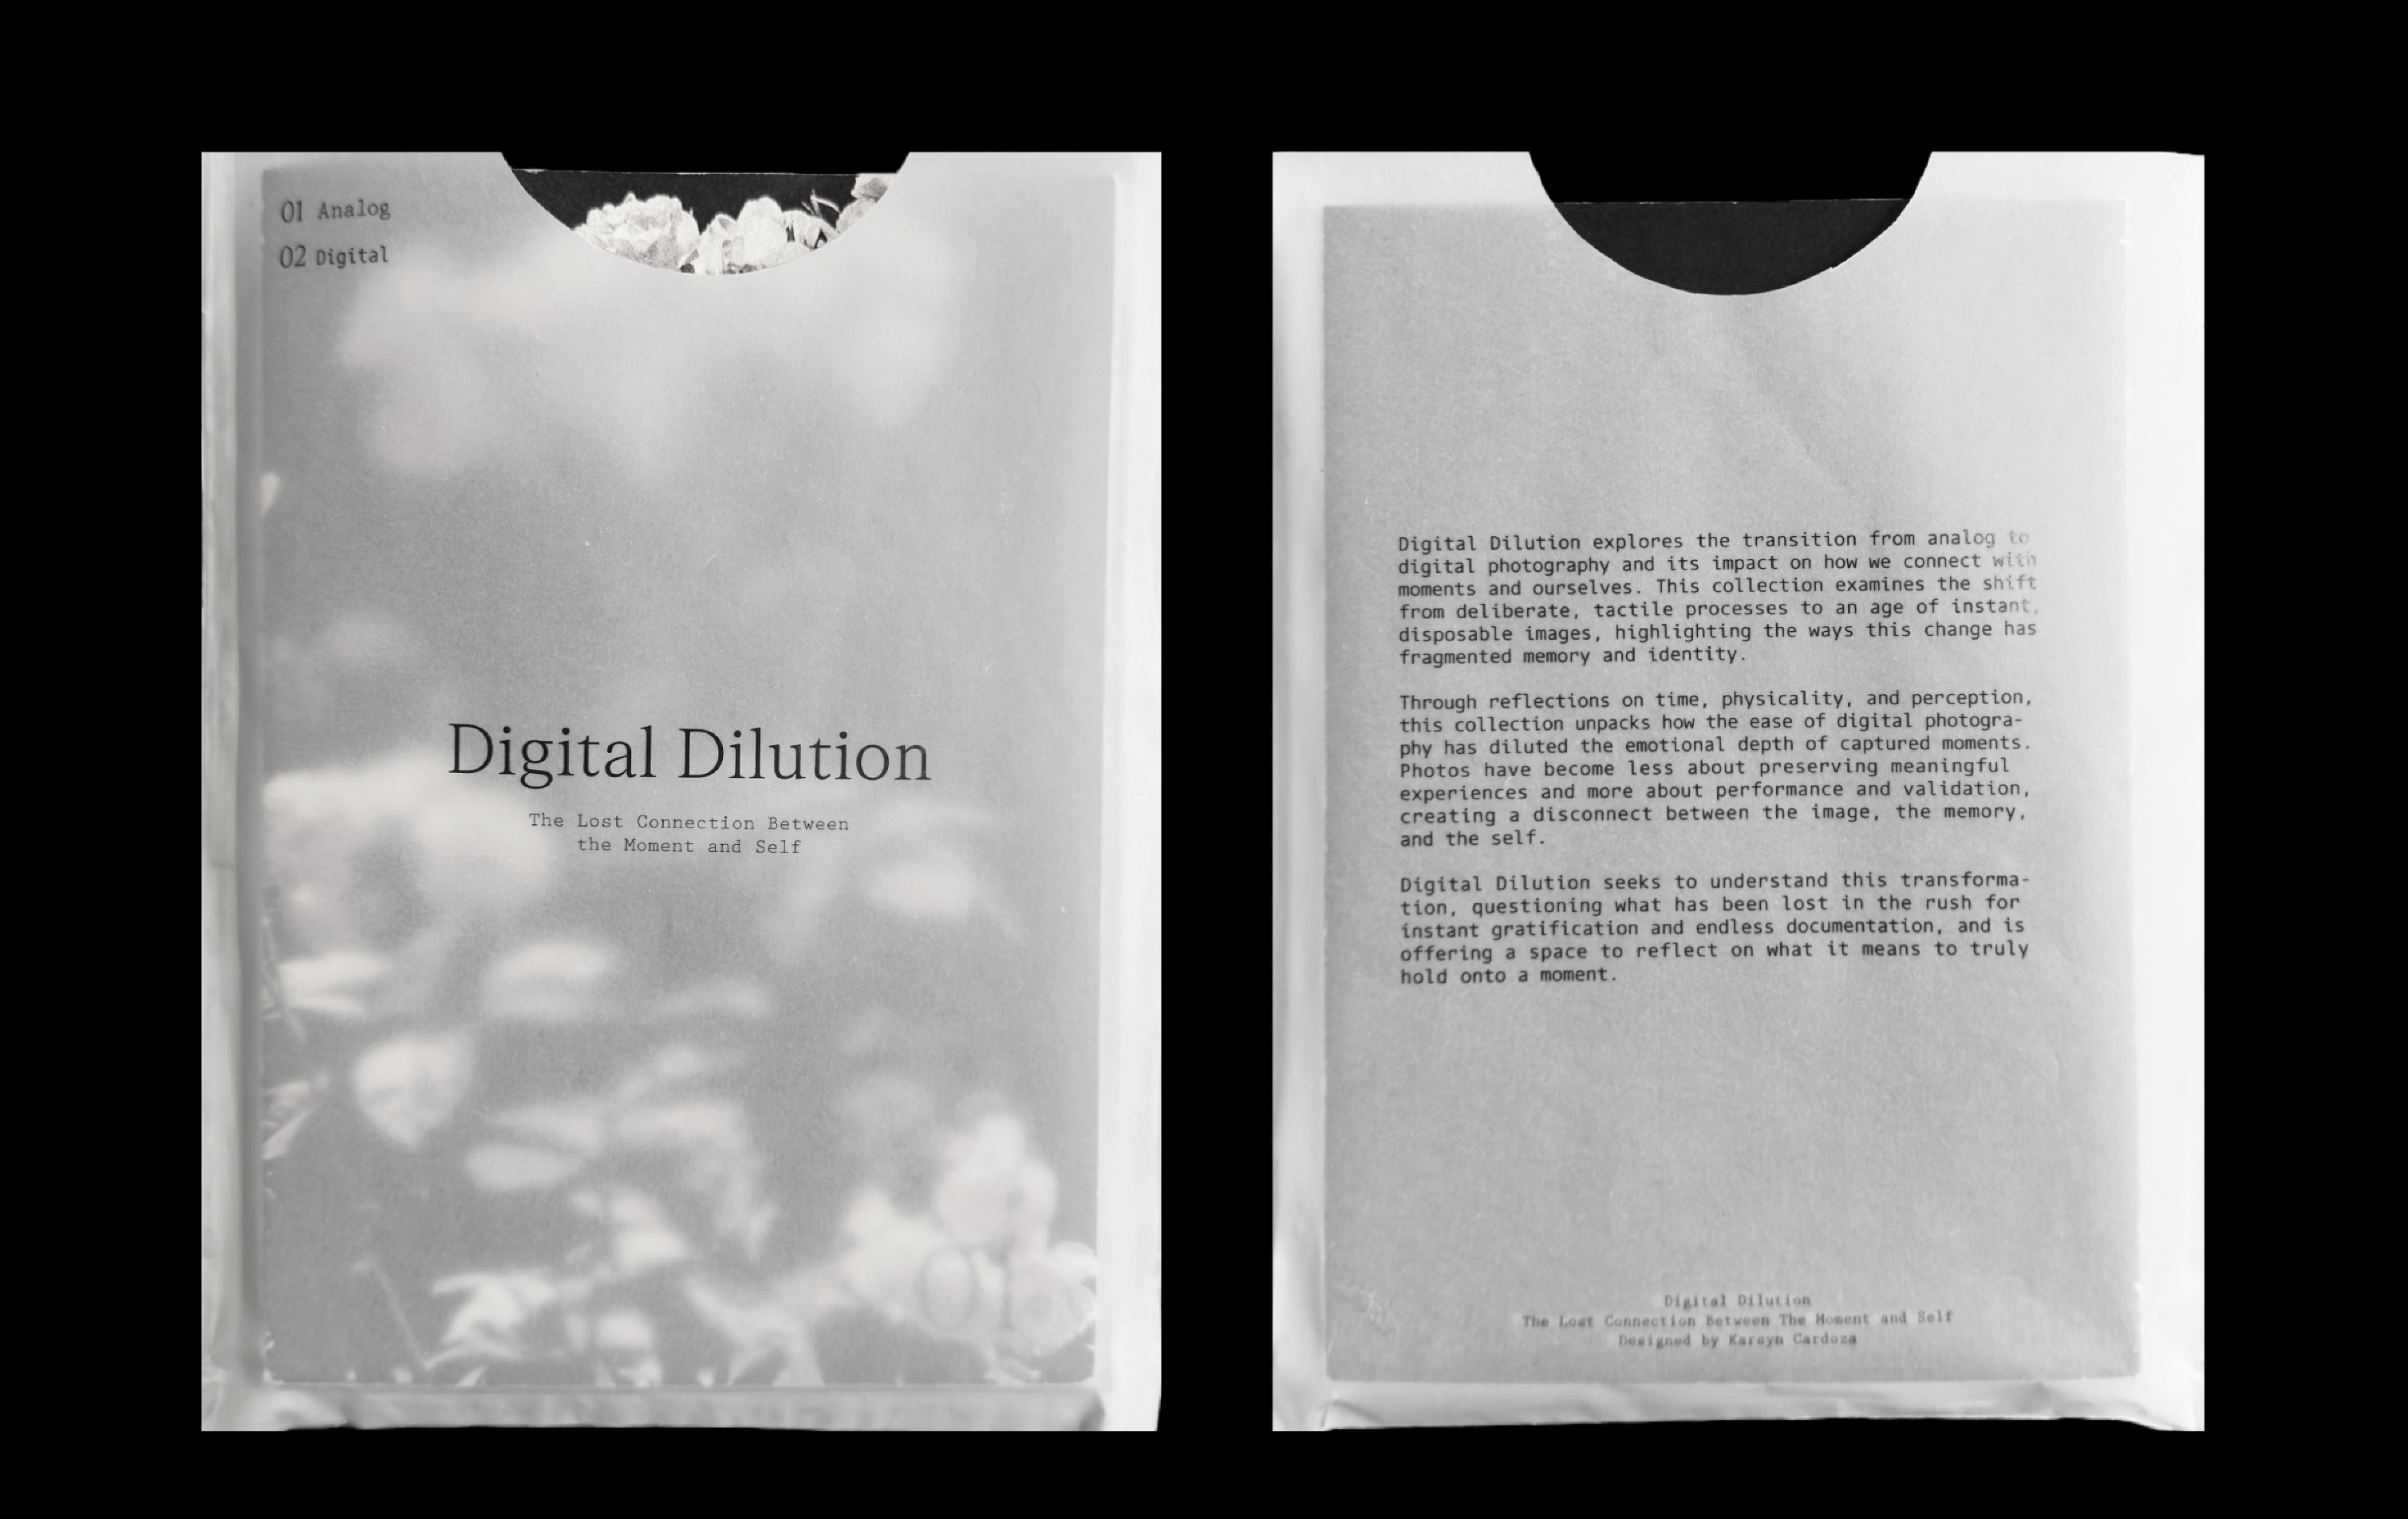 01 Analog
02 Digital
Digital Dilution
The Lost Connection Between
the Moment and Self
01
Digital Dilution explores the transition from analog to
digital photography and its impact on how we connect with
moments and ourselves. This collection examines the shift
from deliberate, tactile processes to an age of instant,
disposable images, highlighting the ways this change has
fragmented memory and identity.
Through reflections on time, physicality, and perception,
this collection unpacks how the ease of digital photogra-
phy has diluted the emotional depth of captured moments.
Photos have become less about preserving meaningful
experiences and more about performance and validation,
creating a disconnect between the image, the memory,
and the self.
Digital Dilution seeks to understand this transforma-
tion, questioning what has been lost in the rush for
instant gratification and endless documentation, and is
offering a space to reflect on what it means to truly
hold onto a moment.
Digital Dilution
The Lost Connection Between The Moment and Self
Designed by Karsyn Cardoza